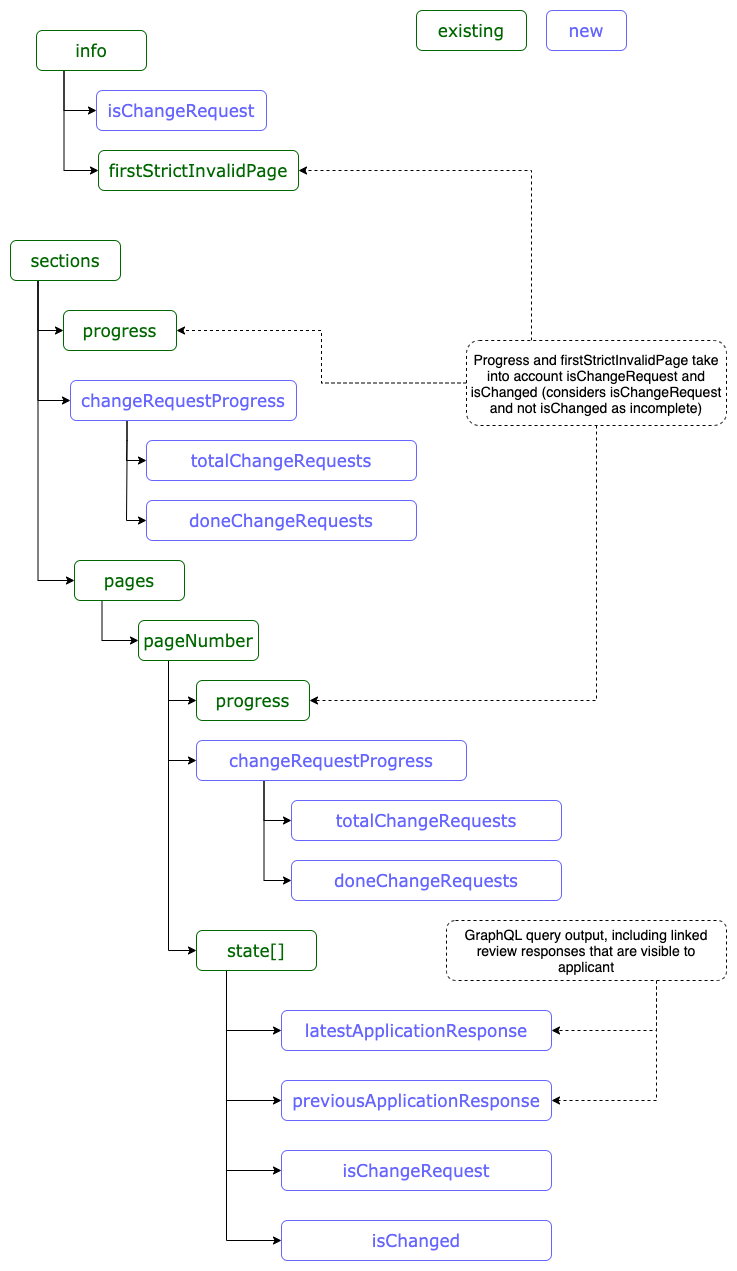 existing
new
info
isChangeRequest
firstStrictInvalidPage
sections
progress
Progress and firstStrictInvalidPage take
into account isChangeRequest and
isChanged (considers isChangeRequest
and not isChanged as incomplete)
changeRequestProgress
totalChangeRequests
doneChangeRequests
pages
pageNumber
progress
changeRequestProgress
totalChangeRequests
doneChangeRequests
state[]
GraphQL query output, including linked
review responses that are visible to
applicant
latestApplicationResponse
previousApplicationResponse
isChangeRequest
isChanged